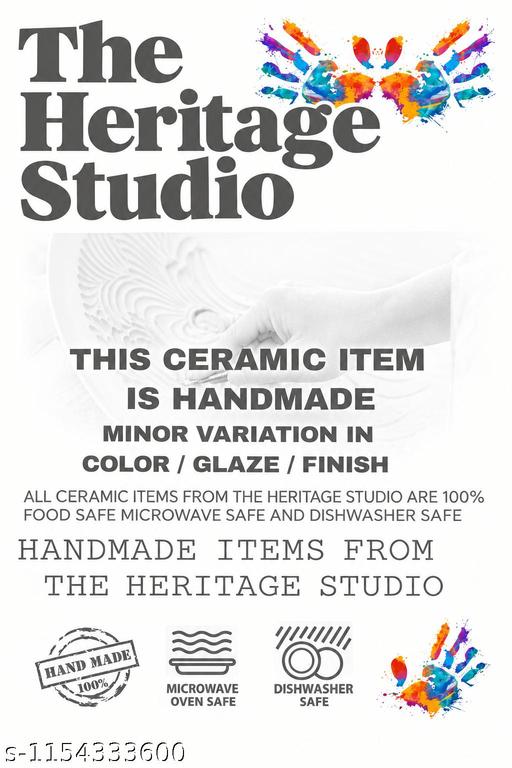 The
Heritage
Studio
THIS CERAMIC ITEM
IS HANDMADE
MINOR VARIATION IN
COLOR / GLAZE / FINISH
ALL CERAMIC ITEMS FROM THE HERITAGE STUDIO ARE 100%
FOOD SAFE MICROWAVE SAFE AND DISHWASHER SAFE
HANDMADE ITEMS FROM
THE HERITAGE STUDIO
HAND MADE
100%
MICROWAVE
OVEN SAFE
DISHWASHER
SAFE
s-1154333600